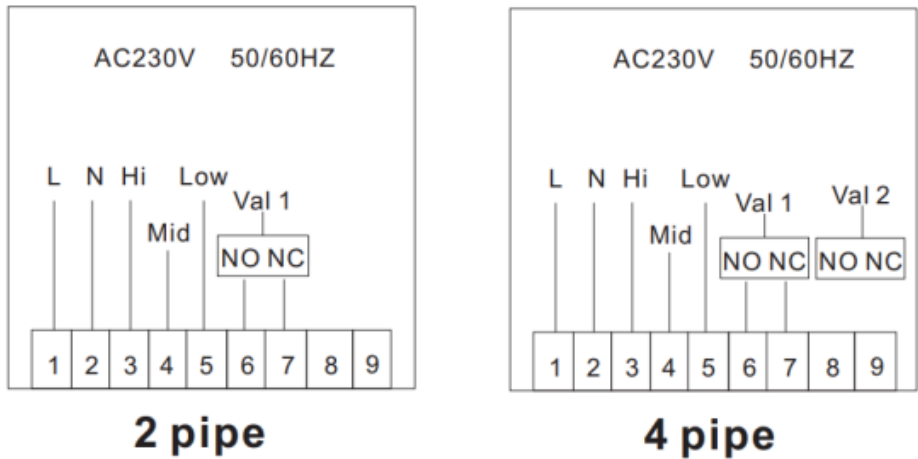 AC230V 50/60HZ
L N Hi Low
Val 1
Mid
NO NC
1 2 3 4 5 6 7 8 9
2 pipe
AC230V 50/60HZ
L N Hi Low
Val 1 Val 2
Mid
NO NC NO NC
1 2 3 4 5 6 7 8 9
4 pipe